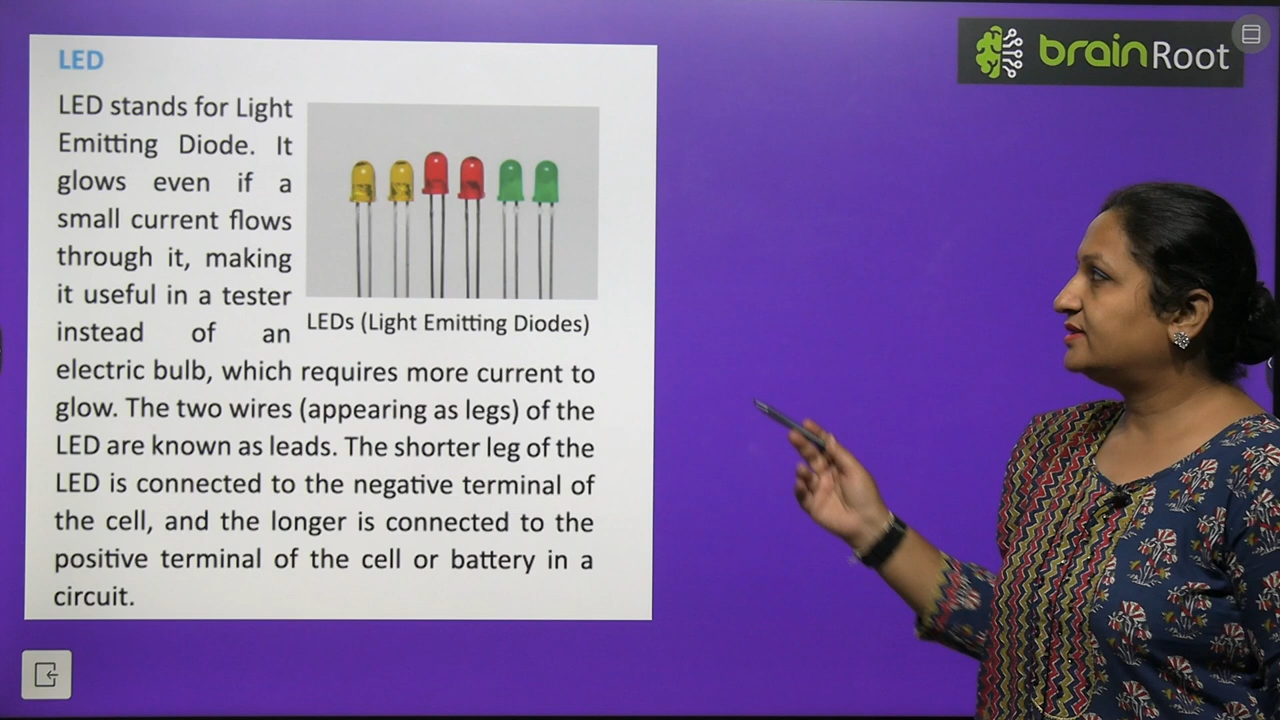 LED
LED stands for Light
Emitting Diode. It
glows even if a
small current flows
through it, making
it useful in a tester
instead of an
electric bulb, which requires more current to
glow. The two wires (appearing as legs) of the
LED are known as leads. The shorter leg of the
LED is connected to the negative terminal of
the cell, and the longer is connected to the
positive terminal of the cell or battery in a
circuit.
LEDs (Light Emitting Diodes)
brainRoot